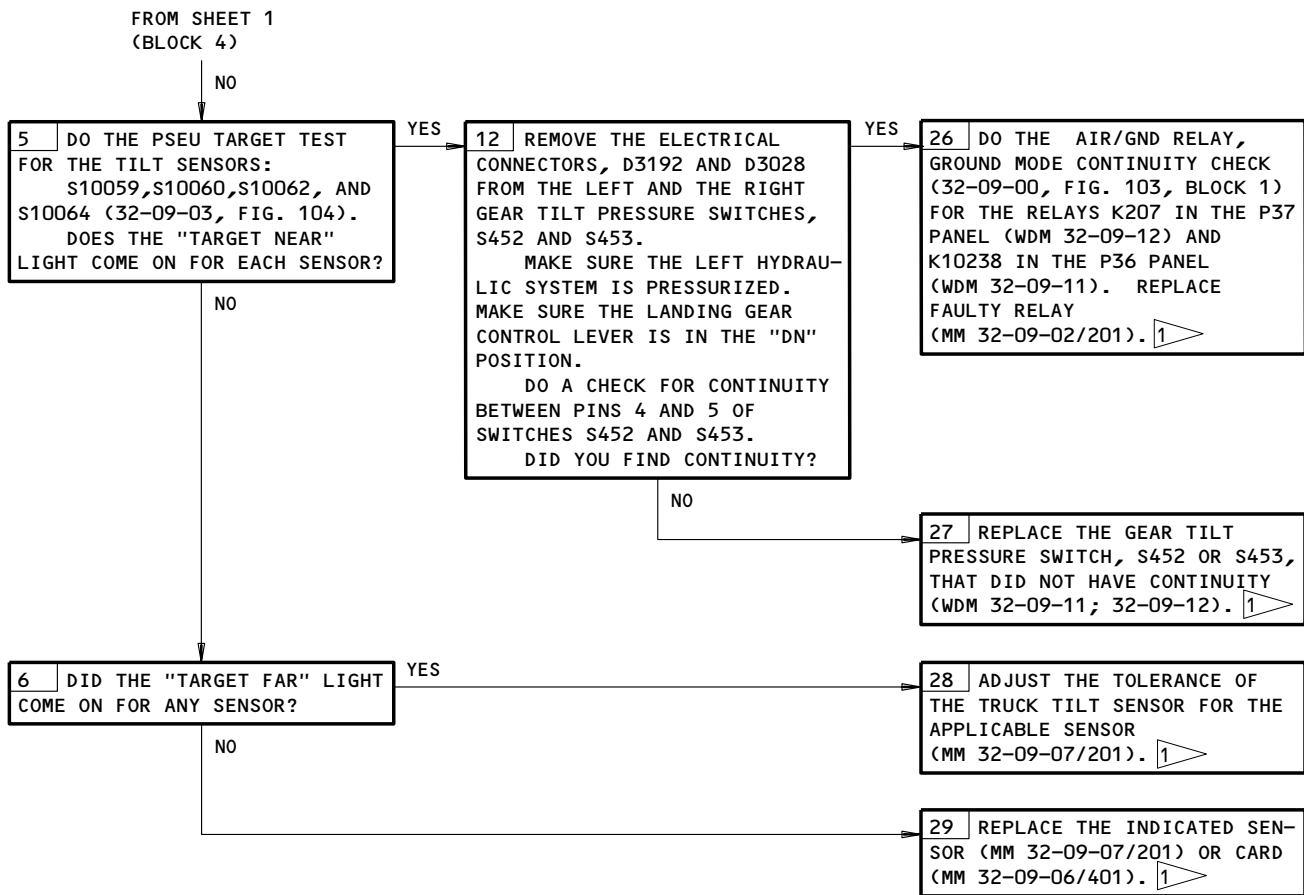 FROM SHEET 1
(BLOCK 4)
NO
5 DO THE PSEU TARGET TEST
FOR THE TILT SENSORS:
S10059,S10060,S10062, AND
S10064 (32-09-03, FIG. 104).
DOES THE "TARGET NEAR"
LIGHT COME ON FOR EACH SENSOR?
YES
NO
12 REMOVE THE ELECTRICAL
CONNECTORS, D3192 AND D3028
FROM THE LEFT AND THE RIGHT
GEAR TILT PRESSURE SWITCHES,
S452 AND S453.
MAKE SURE THE LEFT HYDRAU-
LIC SYSTEM IS PRESSURIZED.
MAKE SURE THE LANDING GEAR
CONTROL LEVER IS IN THE "DN"
POSITION.
DO A CHECK FOR CONTINUITY
BETWEEN PINS 4 AND 5 OF
SWITCHES S452 AND S453.
DID YOU FIND CONTINUITY?
YES
NO
26 DO THE AIR/GND RELAY,
GROUND MODE CONTINUITY CHECK
(32-09-00, FIG. 103, BLOCK 1)
FOR THE RELAYS K207 IN THE P37
PANEL (WDM 32-09-12) AND
K10238 IN THE P36 PANEL
(WDM 32-09-11). REPLACE
FAULTY RELAY
(MM 32-09-02/201). 1
27 REPLACE THE GEAR TILT
PRESSURE SWITCH, S452 OR S453,
THAT DID NOT HAVE CONTINUITY
(WDM 32-09-11; 32-09-12). 1
6 DID THE "TARGET FAR" LIGHT
COME ON FOR ANY SENSOR?
YES
NO
28 ADJUST THE TOLERANCE OF
THE TRUCK TILT SENSOR FOR THE
APPLICABLE SENSOR
(MM 32-09-07/201). 1
29 REPLACE THE INDICATED SEN-
SOR (MM 32-09-07/201) OR CARD
(MM 32-09-06/401). 1